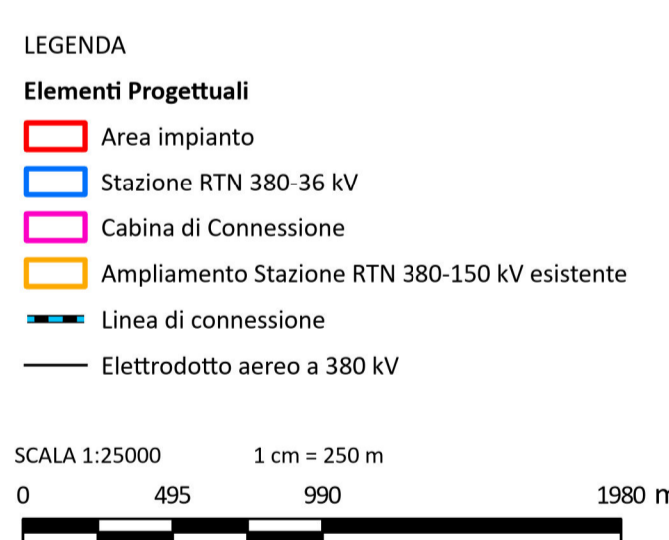 LEGENDA
Elementi Progettuali
Area impianto
Stazione RTN 380-36 kV
Cabina di Connessione
Ampliamento Stazione RTN 380-150 kV esistente
Linea di connessione
Elettrodotto aereo a 380 kV
SCALA 1:25000 1 cm = 250 m
0 495 990 1980 m